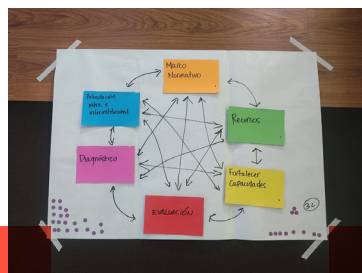 Marco
Normativo
Articulación
intra e
interinstitucional
Recursos
Diagnóstico
Fortalecer
Capacidades
EVALUACIÓN
32